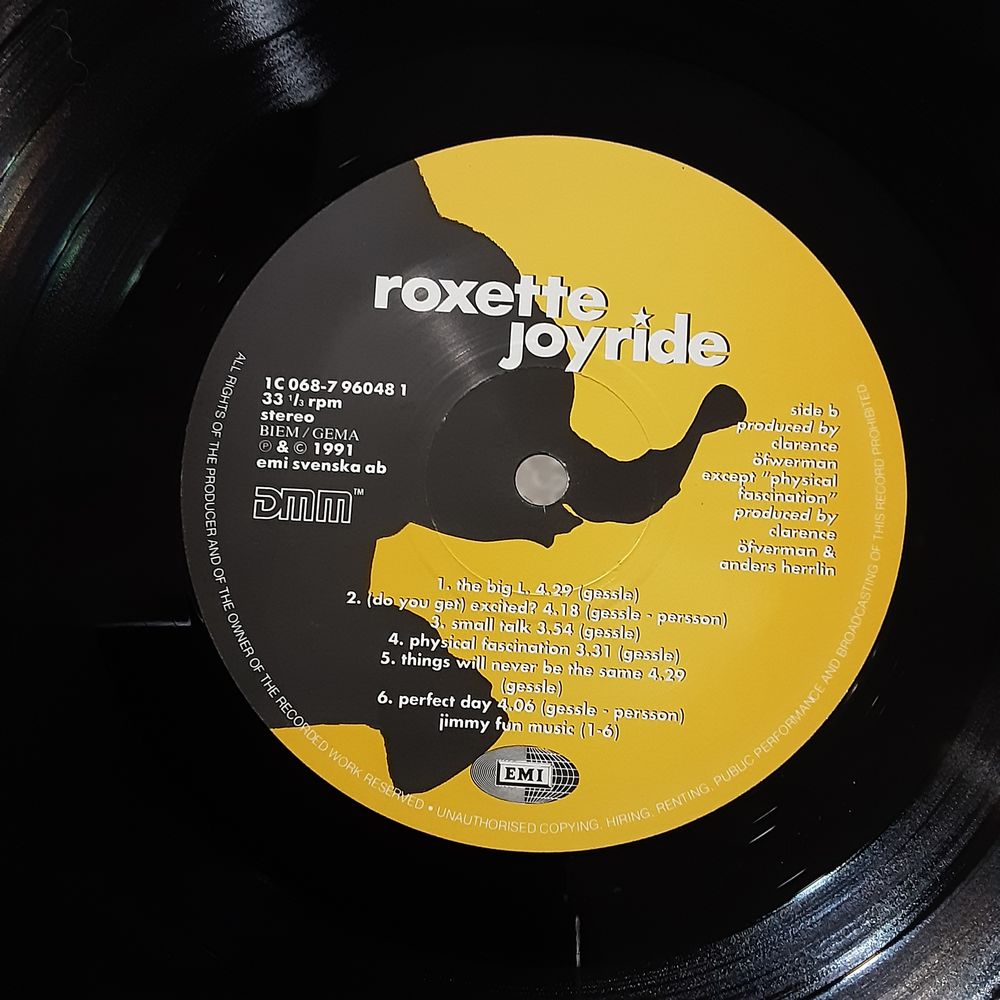 roxette
joyride
1C 068-7 96048 1
33 1/3 rpm
stereo
BIEM / GEMA
℗ & © 1991
emi svenska ab
DMM™
side b
produced by
clarence
öfwerman
except "physical
fascination"
produced by
clarence
öfverman &
anders herrlin
1. the big L. 4.29 (gessle)
2. (do you get) excited? 4.18 (gessle - persson)
3. small talk 3.54 (gessle)
4. physical fascination 3.31 (gessle)
5. things will never be the same 4.29
(gessle)
6. perfect day 4.06 (gessle - persson)
jimmy fun music (1-6)
EMI
ALL RIGHTS OF THE PRODUCER AND OF THE OWNER OF THE RECORDED WORK RESERVED • UNAUTHORISED COPYING, HIRING, RENTING, PUBLIC PERFORMANCE AND BROADCASTING OF THIS RECORD PROHIBITED.